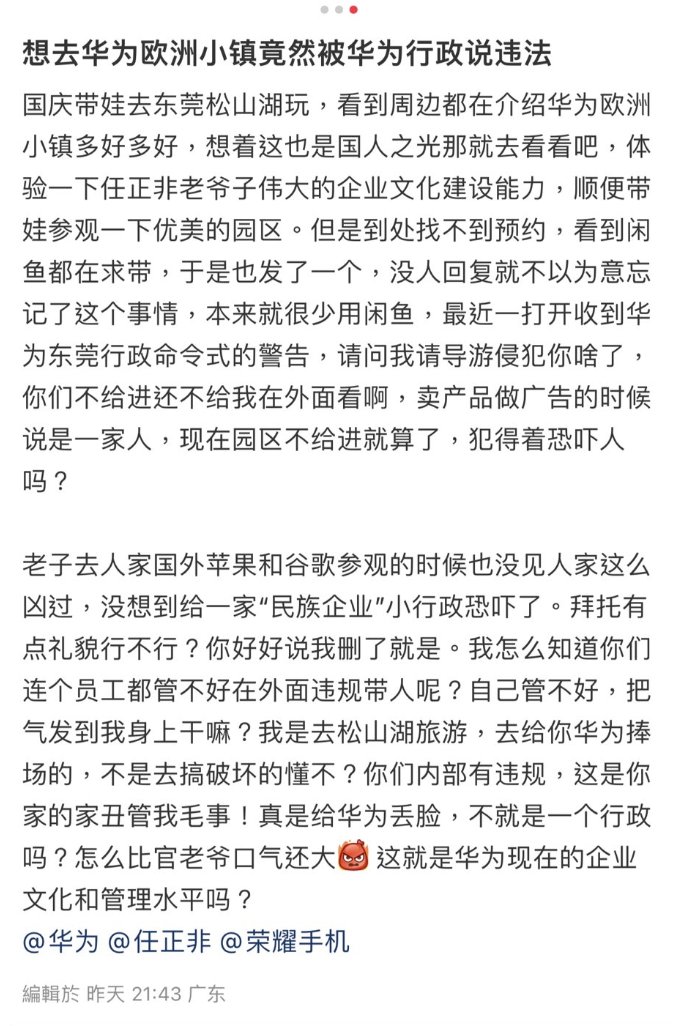 想去华为欧洲小镇竟然被华为行政说违法
国庆带娃去东莞松山湖玩，看到周边都在介绍华为欧洲
小镇多好多好，想着这也是国人之光那就去看看吧，体
验一下任正非老爷子伟大的企业文化建设能力，顺便带
娃参观一下优美的园区。但是到处找不到预约，看到闲
鱼都在求带，于是也发了一个，没人回复就不以为意忘
记了这个事情，本来就很少用闲鱼，最近一打开收到华
为东莞行政命令式的警告，请问我请导游侵犯你啥了，
你们不给进还不给我在外面看啊，卖产品做广告的时候
说是一家人，现在园区不给进就算了，犯得着恐吓人
吗？
老子去人家国外苹果和谷歌参观的时候也没见人家这么
凶过，没想到给一家“民族企业”小行政恐吓了。拜托有
点礼貌行不行？你好好说我删了就是。我怎么知道你们
连个员工都管不好在外面违规带人呢？自己管不好，把
气发到我身上干嘛？我是去松山湖旅游，去给你华为捧
场的，不是去搞破坏的懂不？你们内部有违规，这是你
家的家丑管我毛事！真是给华为丢脸，不就是一个行政
吗？怎么比官老爷口气还大👹这就是华为现在的企业
文化和管理水平吗？
@华为 @任正非 @荣耀手机
編輯於 昨天 21:43 广东